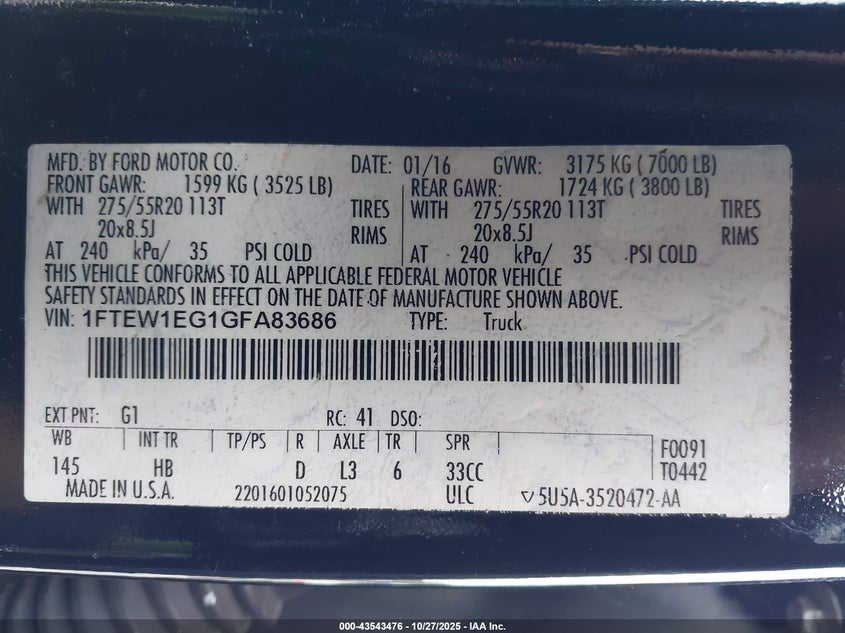 MFD. BY FORD MOTOR CO. DATE: 01/16 GVWR: 3175 KG ( 7000 LB)
FRONT GAWR: 1599 KG ( 3525 LB) REAR GAWR: 1724 KG ( 3800 LB)
WITH 275/55R20 113T TIRES WITH 275/55R20 113T TIRES
20x8.5J RIMS 20x8.5J RIMS
AT 240 kPa/ 35 PSI COLD AT 240 kPa/ 35 PSI COLD
THIS VEHICLE CONFORMS TO ALL APPLICABLE FEDERAL MOTOR VEHICLE
SAFETY STANDARDS IN EFFECT ON THE DATE OF MANUFACTURE SHOWN ABOVE.
VIN: 1FTEW1EG1GFA83686 TYPE: Truck
EXT PNT: G1 RC: 41 DSO:
WB INT TR TP/PS R AXLE TR SPR F0091
145 HB D L3 6 33CC T0442
MADE IN U.S.A. 2201601052075 ULC 5U5A-3520472-AA
000-43543476 - 10/27/2025 - IAA Inc.